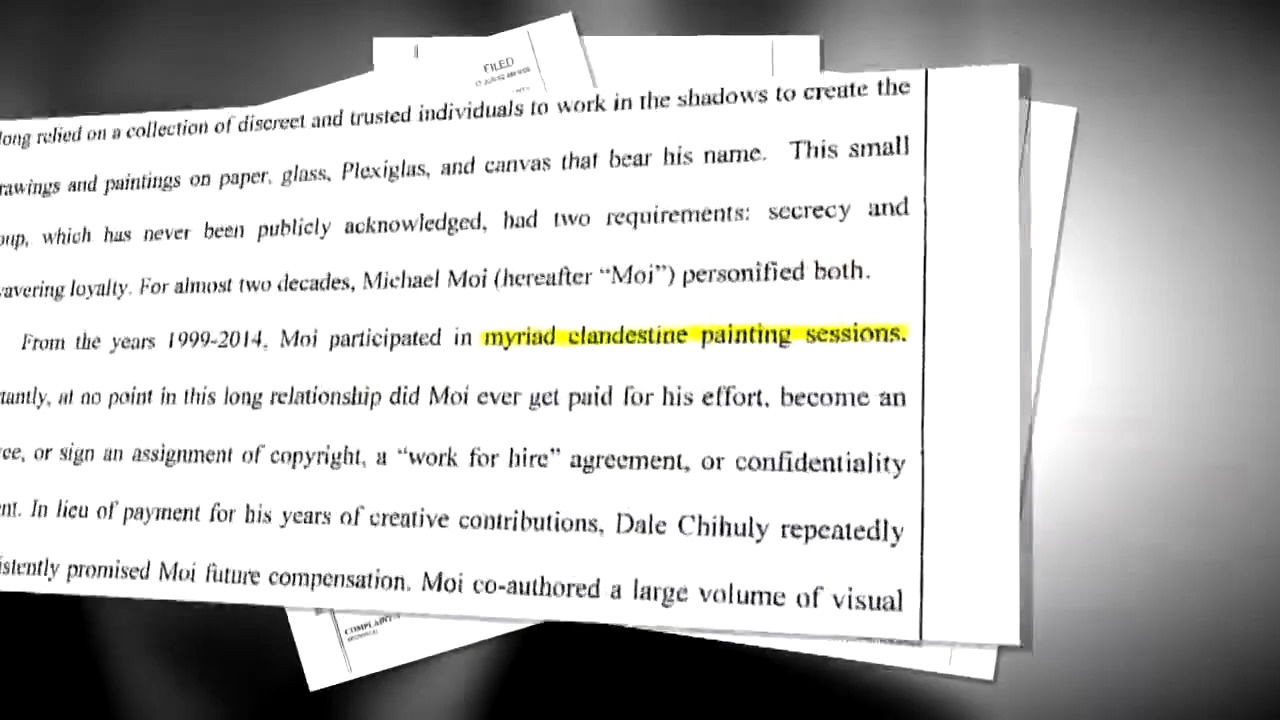 FILED
long relied on a collection of discreet and trusted individuals to work in the shadows to create the
rawings and paintings on paper, glass, Plexiglas, and canvas that bear his name. This small
oup, which has never been publicly acknowledged, had two requirements: secrecy and
avering loyalty. For almost two decades, Michael Moi (hereafter “Moi”) personified both.
From the years 1999-2014, Moi participated in myriad clandestine painting sessions.
tantly, at no point in this long relationship did Moi ever get paid for his effort, become an
ee, or sign an assignment of copyright, a “work for hire” agreement, or confidentiality
nt. In lieu of payment for his years of creative contributions, Dale Chihuly repeatedly
istently promised Moi future compensation. Moi co-authored a large volume of visual
COMPLAINT